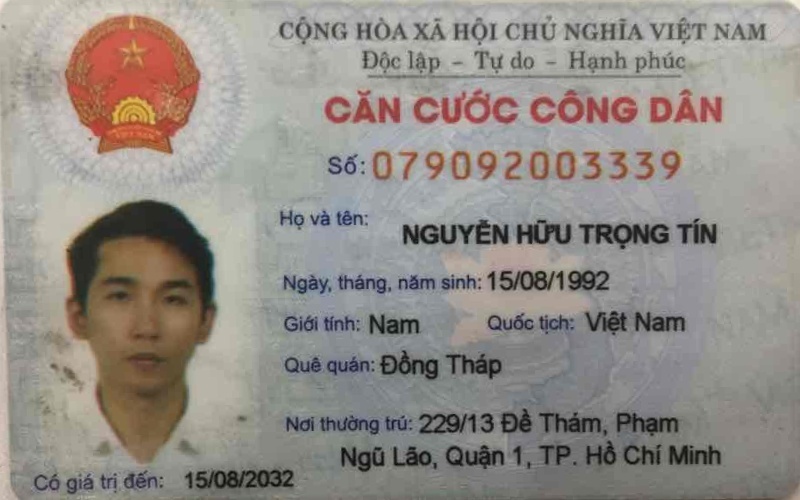 CỘNG HÒA XÃ HỘI CHỦ NGHĨA VIỆT NAM
Độc lập - Tự do - Hạnh phúc
CĂN CƯỚC CÔNG DÂN
Số: 079092003339
Họ và tên: NGUYỄN HỮU TRỌNG TÍN
Ngày, tháng, năm sinh: 15/08/1992
Giới tính: Nam Quốc tịch: Việt Nam
Quê quán: Đồng Tháp
Nơi thường trú: 229/13 Đề Thám, Phạm
Ngũ Lão, Quận 1, TP. Hồ Chí Minh
Có giá trị đến: 15/08/2032
VIỆT NAM